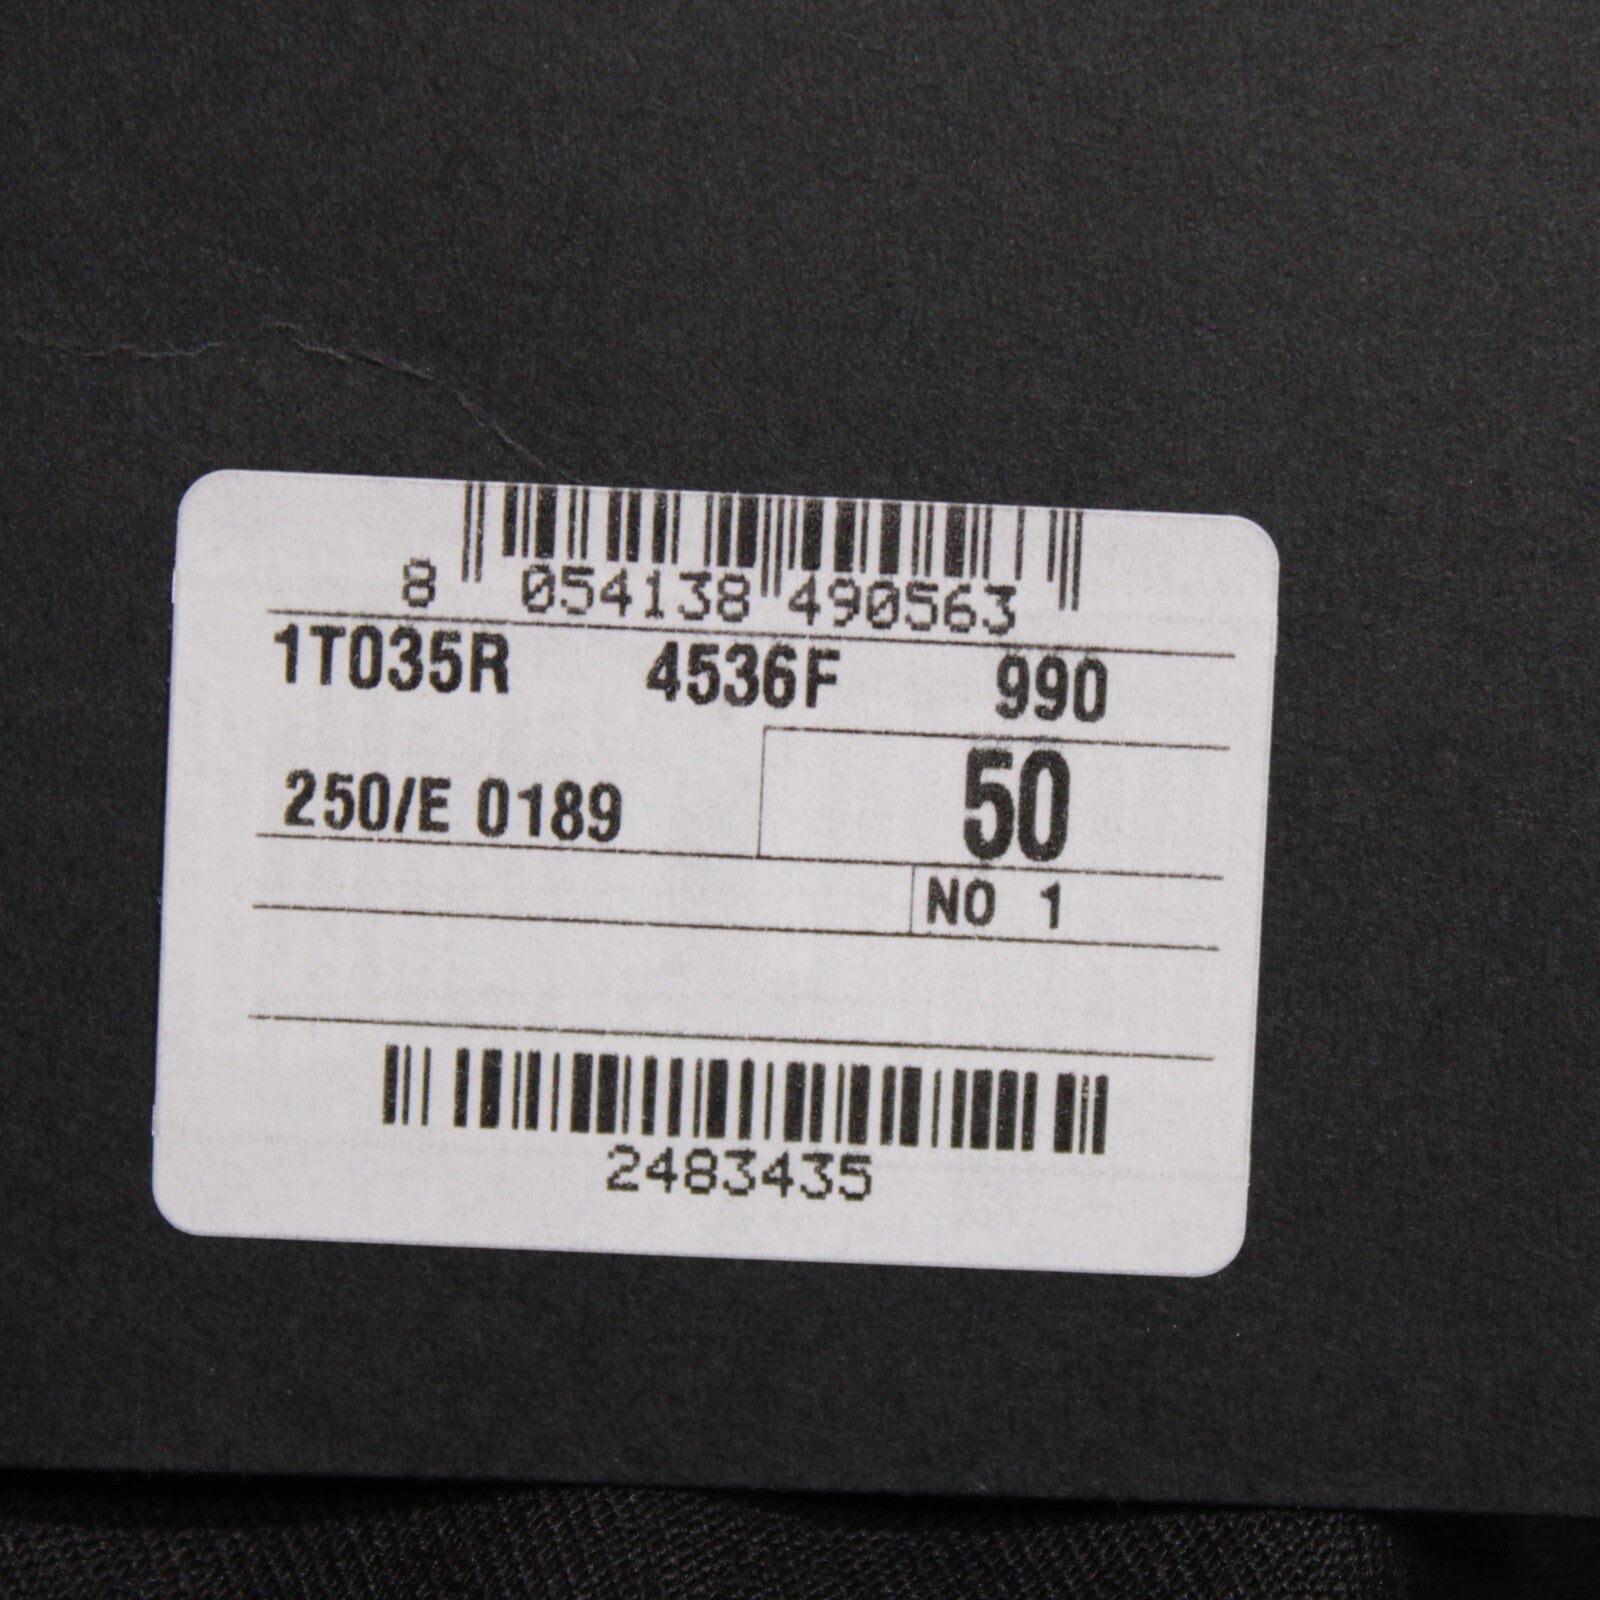 8 054138 490563
1T035R 4536F 990
250/E 0189 50
NO 1
2483435